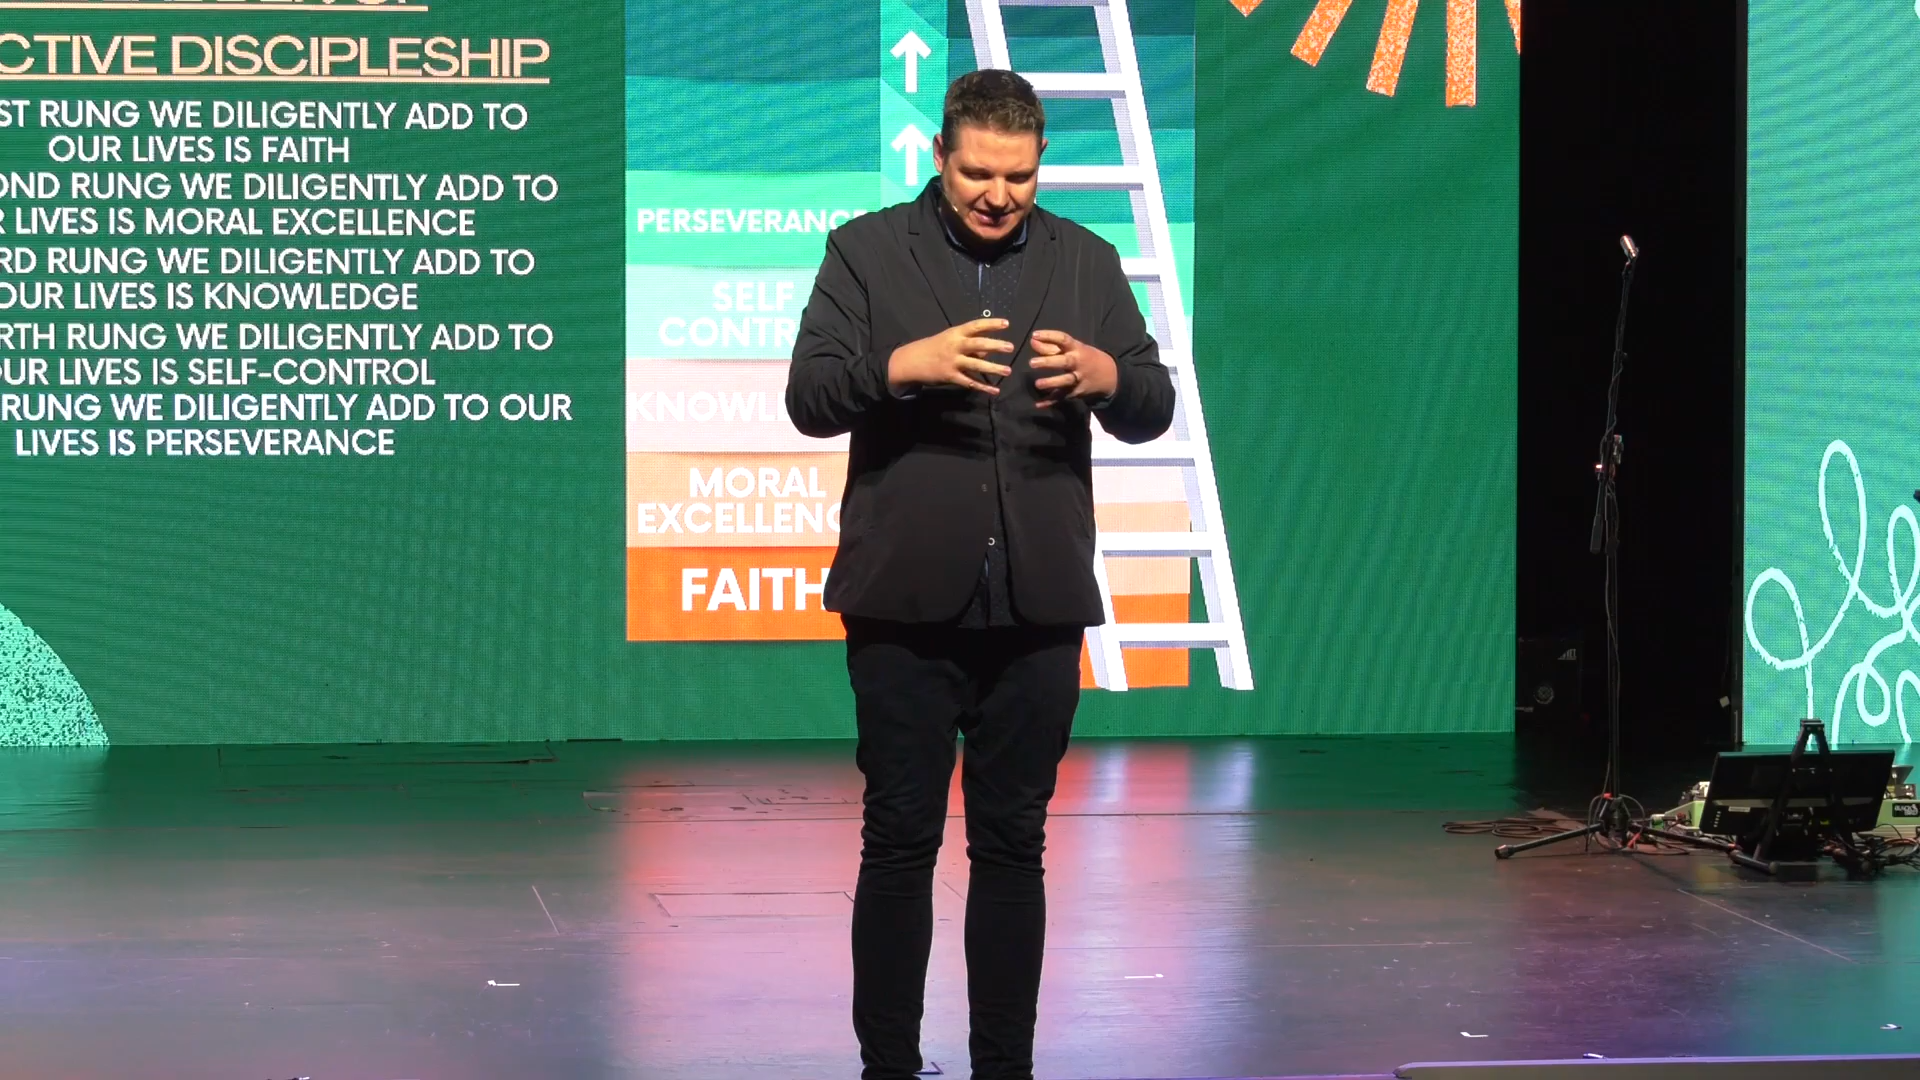 CTIVE DISCIPLESHIP
ST RUNG WE DILIGENTLY ADD TO
OUR LIVES IS FAITH
OND RUNG WE DILIGENTLY ADD TO
R LIVES IS MORAL EXCELLENCE
RD RUNG WE DILIGENTLY ADD TO
OUR LIVES IS KNOWLEDGE
RTH RUNG WE DILIGENTLY ADD TO
OUR LIVES IS SELF-CONTROL
RUNG WE DILIGENTLY ADD TO OUR
LIVES IS PERSEVERANCE
PERSEVERANC
SELF
CONTR
KNOWL
MORAL
EXCELLENC
FAITH